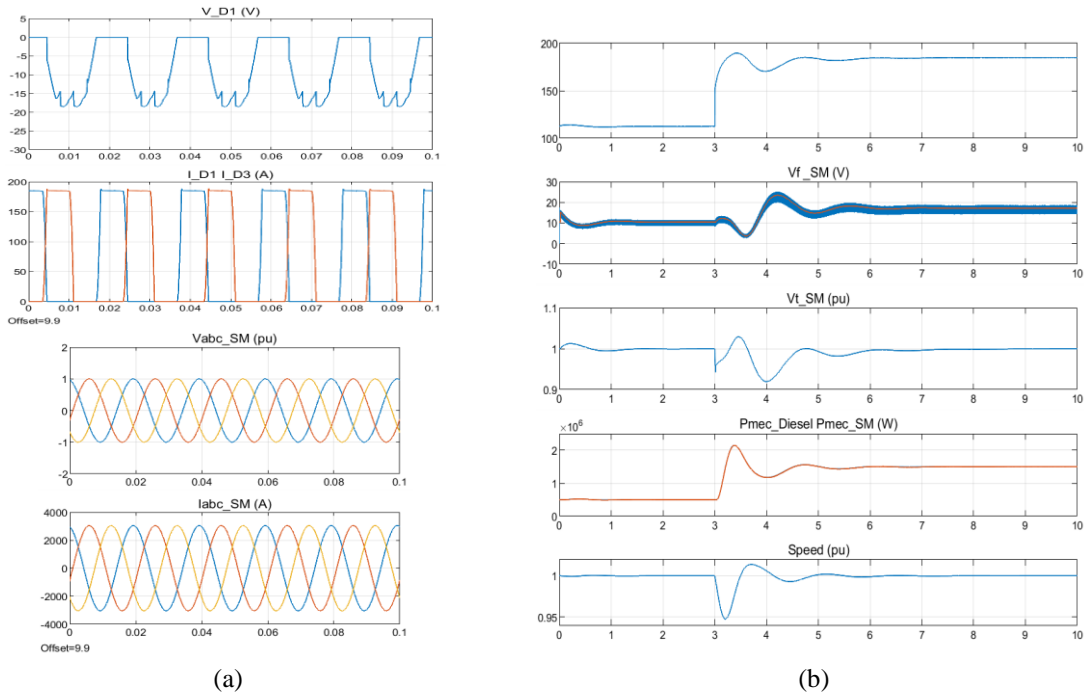 V_D1 (V)
5
0
-5
-10
-15
-20
-25
-30
0 0.01 0.02 0.03 0.04 0.05 0.06 0.07 0.08 0.09 0.1
I_D1 I_D3 (A)
200
150
100
50
0
0 0.01 0.02 0.03 0.04 0.05 0.06 0.07 0.08 0.09 0.1
Offset=9.9
Vabc_SM (pu)
2
1
0
-1
-2
0 0.02 0.04 0.06 0.08 0.1
Iabc_SM (A)
4000
2000
0
-2000
-4000
0 0.02 0.04 0.06 0.08 0.1
Offset=9.9
(a)
200
150
100
0 1 2 3 4 5 6 7 8 9 10
Vf _SM (V)
30
20
10
0
-10
0 1 2 3 4 5 6 7 8 9 10
Vt_SM (pu)
1.1
1
0.9
0 1 2 3 4 5 6 7 8 9 10
×10⁶ Pmec_Diesel Pmec_SM (W)
2
1
0
0 1 2 3 4 5 6 7 8 9 10
Speed (pu)
1
0.95
0 1 2 3 4 5 6 7 8 9 10
(b)